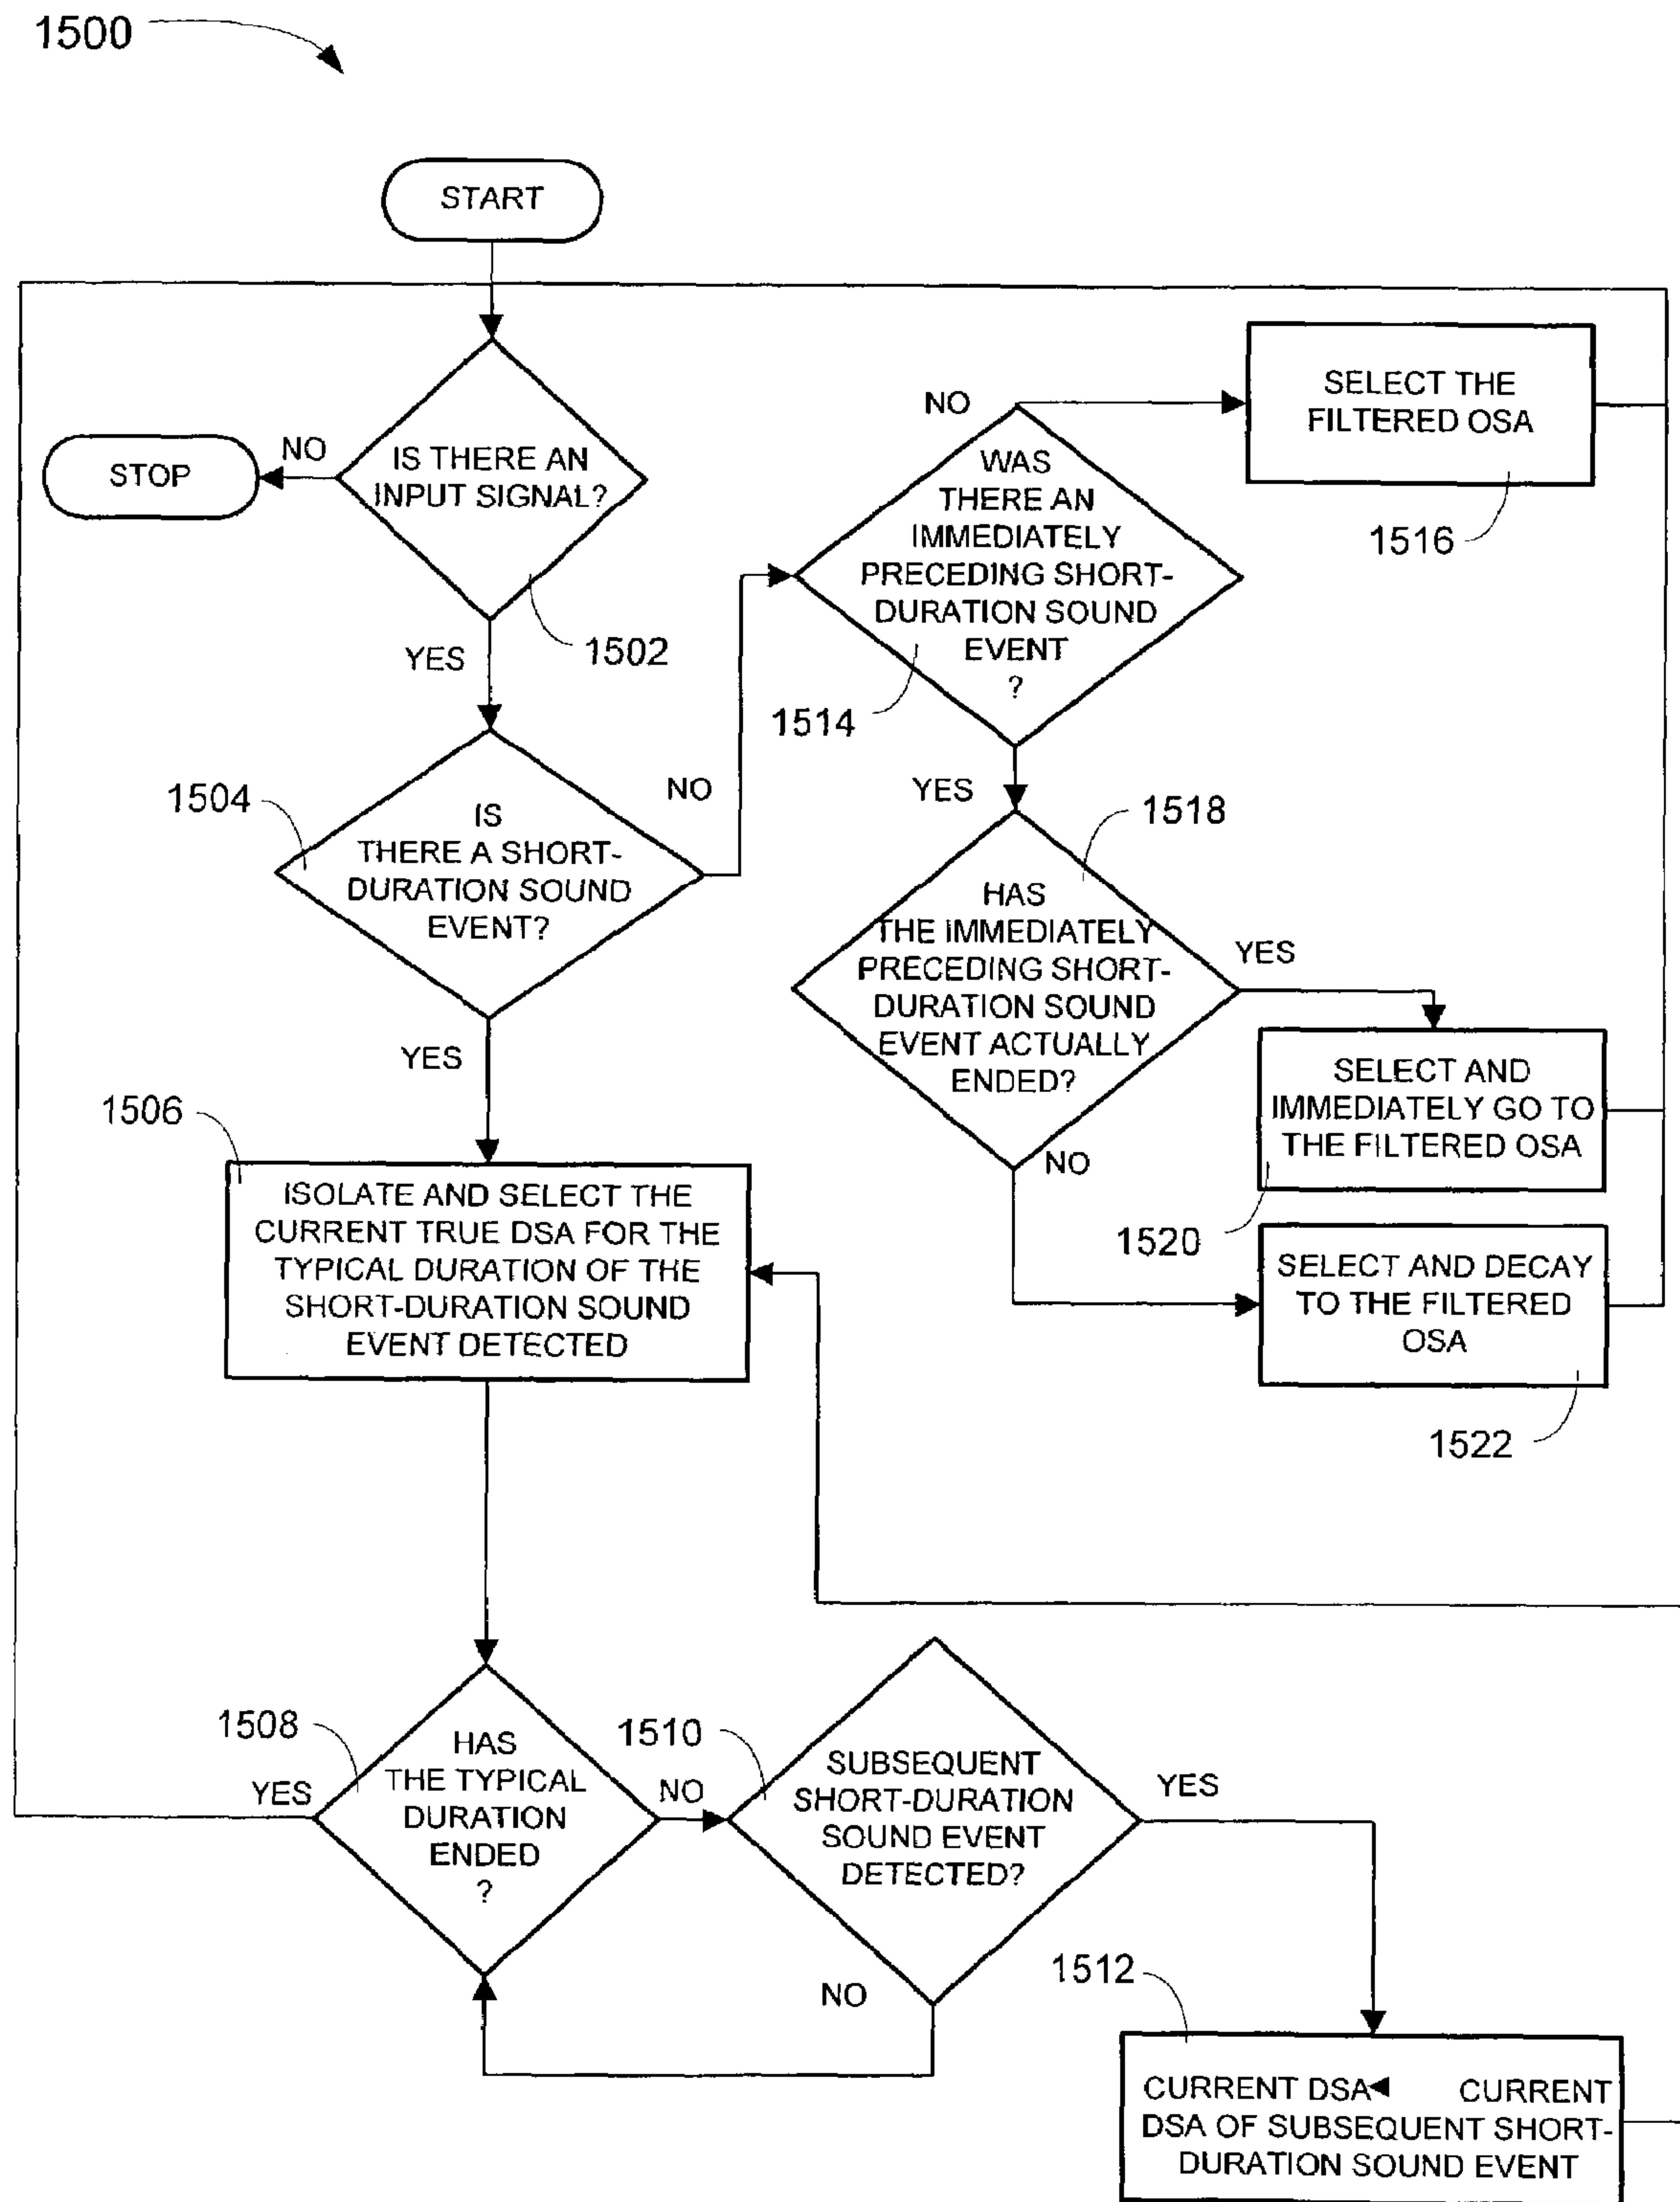 1500
START
IS THERE AN
INPUT SIGNAL?
NO
STOP
1502
YES
1504
IS
THERE A SHORT-
DURATION SOUND
EVENT?
NO
YES
1514
WAS
THERE AN
IMMEDIATELY
PRECEDING SHORT-
DURATION SOUND
EVENT
?
NO
SELECT THE
FILTERED OSA
1516
YES
1518
HAS
THE IMMEDIATELY
PRECEDING SHORT-
DURATION SOUND
EVENT ACTUALLY
ENDED?
YES
SELECT AND
IMMEDIATELY GO TO
THE FILTERED OSA
1520
NO
SELECT AND DECAY
TO THE FILTERED
OSA
1522
1506
ISOLATE AND SELECT THE
CURRENT TRUE DSA FOR THE
TYPICAL DURATION OF THE
SHORT-DURATION SOUND
EVENT DETECTED
1508
HAS
THE TYPICAL
DURATION
ENDED
?
YES
NO
1510
SUBSEQUENT
SHORT-DURATION
SOUND EVENT
DETECTED?
YES
NO
1512
CURRENT DSA◄ CURRENT
DSA OF SUBSEQUENT SHORT-
DURATION SOUND EVENT